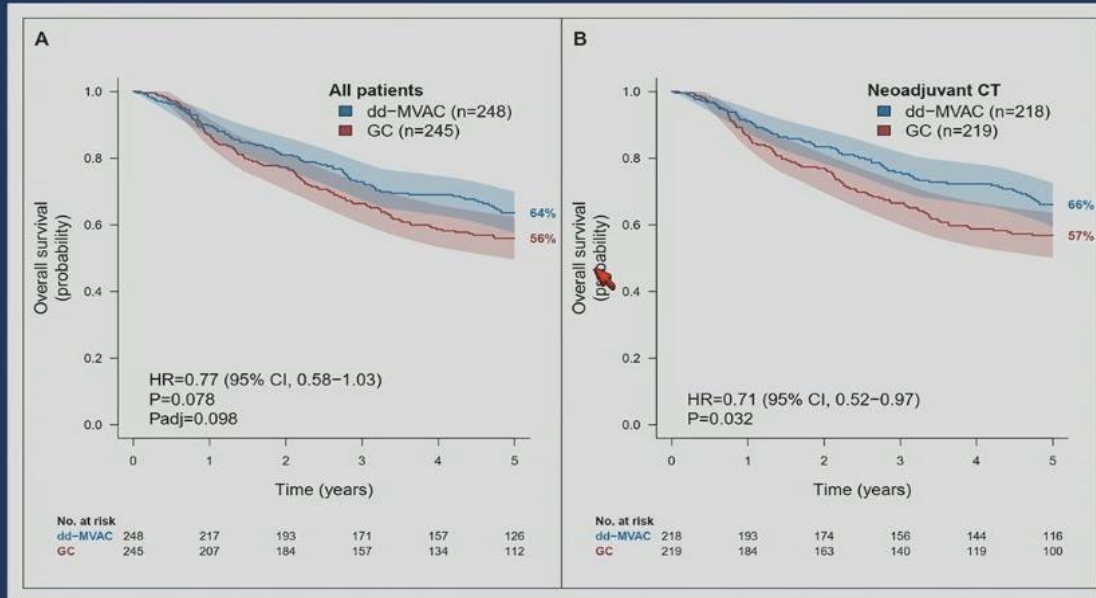 A
All patients
dd-MVAC (n=248)
GC (n=245)
1.0
0.8
0.6
0.4
0.2
0.0
Overall survival
(probability)
64%
56%
HR=0.77 (95% CI, 0.58-1.03)
P=0.078
Padj=0.098
0 1 2 3 4 5
Time (years)
No. at risk
dd-MVAC 248 217 193 171 157 126
GC 245 207 184 157 134 112
B
Neoadjuvant CT
dd-MVAC (n=218)
GC (n=219)
1.0
0.8
0.6
0.4
0.2
0.0
Overall survival
(probability)
66%
57%
HR=0.71 (95% CI, 0.52-0.97)
P=0.032
0 1 2 3 4 5
Time (years)
No. at risk
dd-MVAC 218 193 174 156 144 116
GC 219 184 163 140 119 100